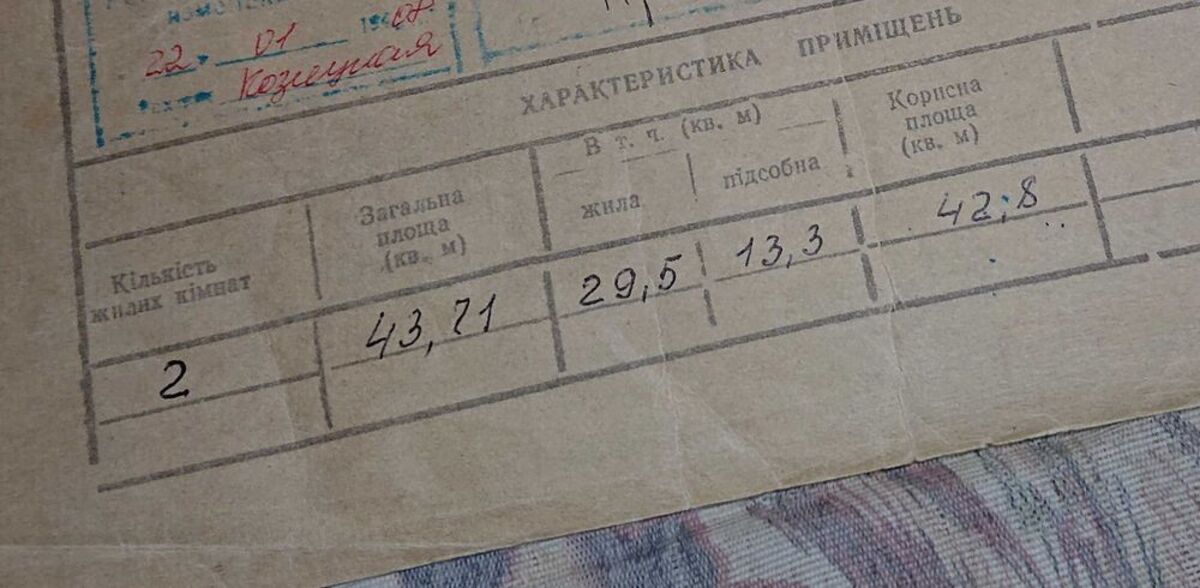 22. 01
Козицкая
ХАРАКТЕРИСТИКА ПРИМІЩЕНЬ
Кількість
жилих кімнат
Загальна
площа
(кв. м)
В т. ч. (кв. м)
жила
підсобна
Корисна
площа
(кв. м)
2
43,71
29,5
13,3
42,8